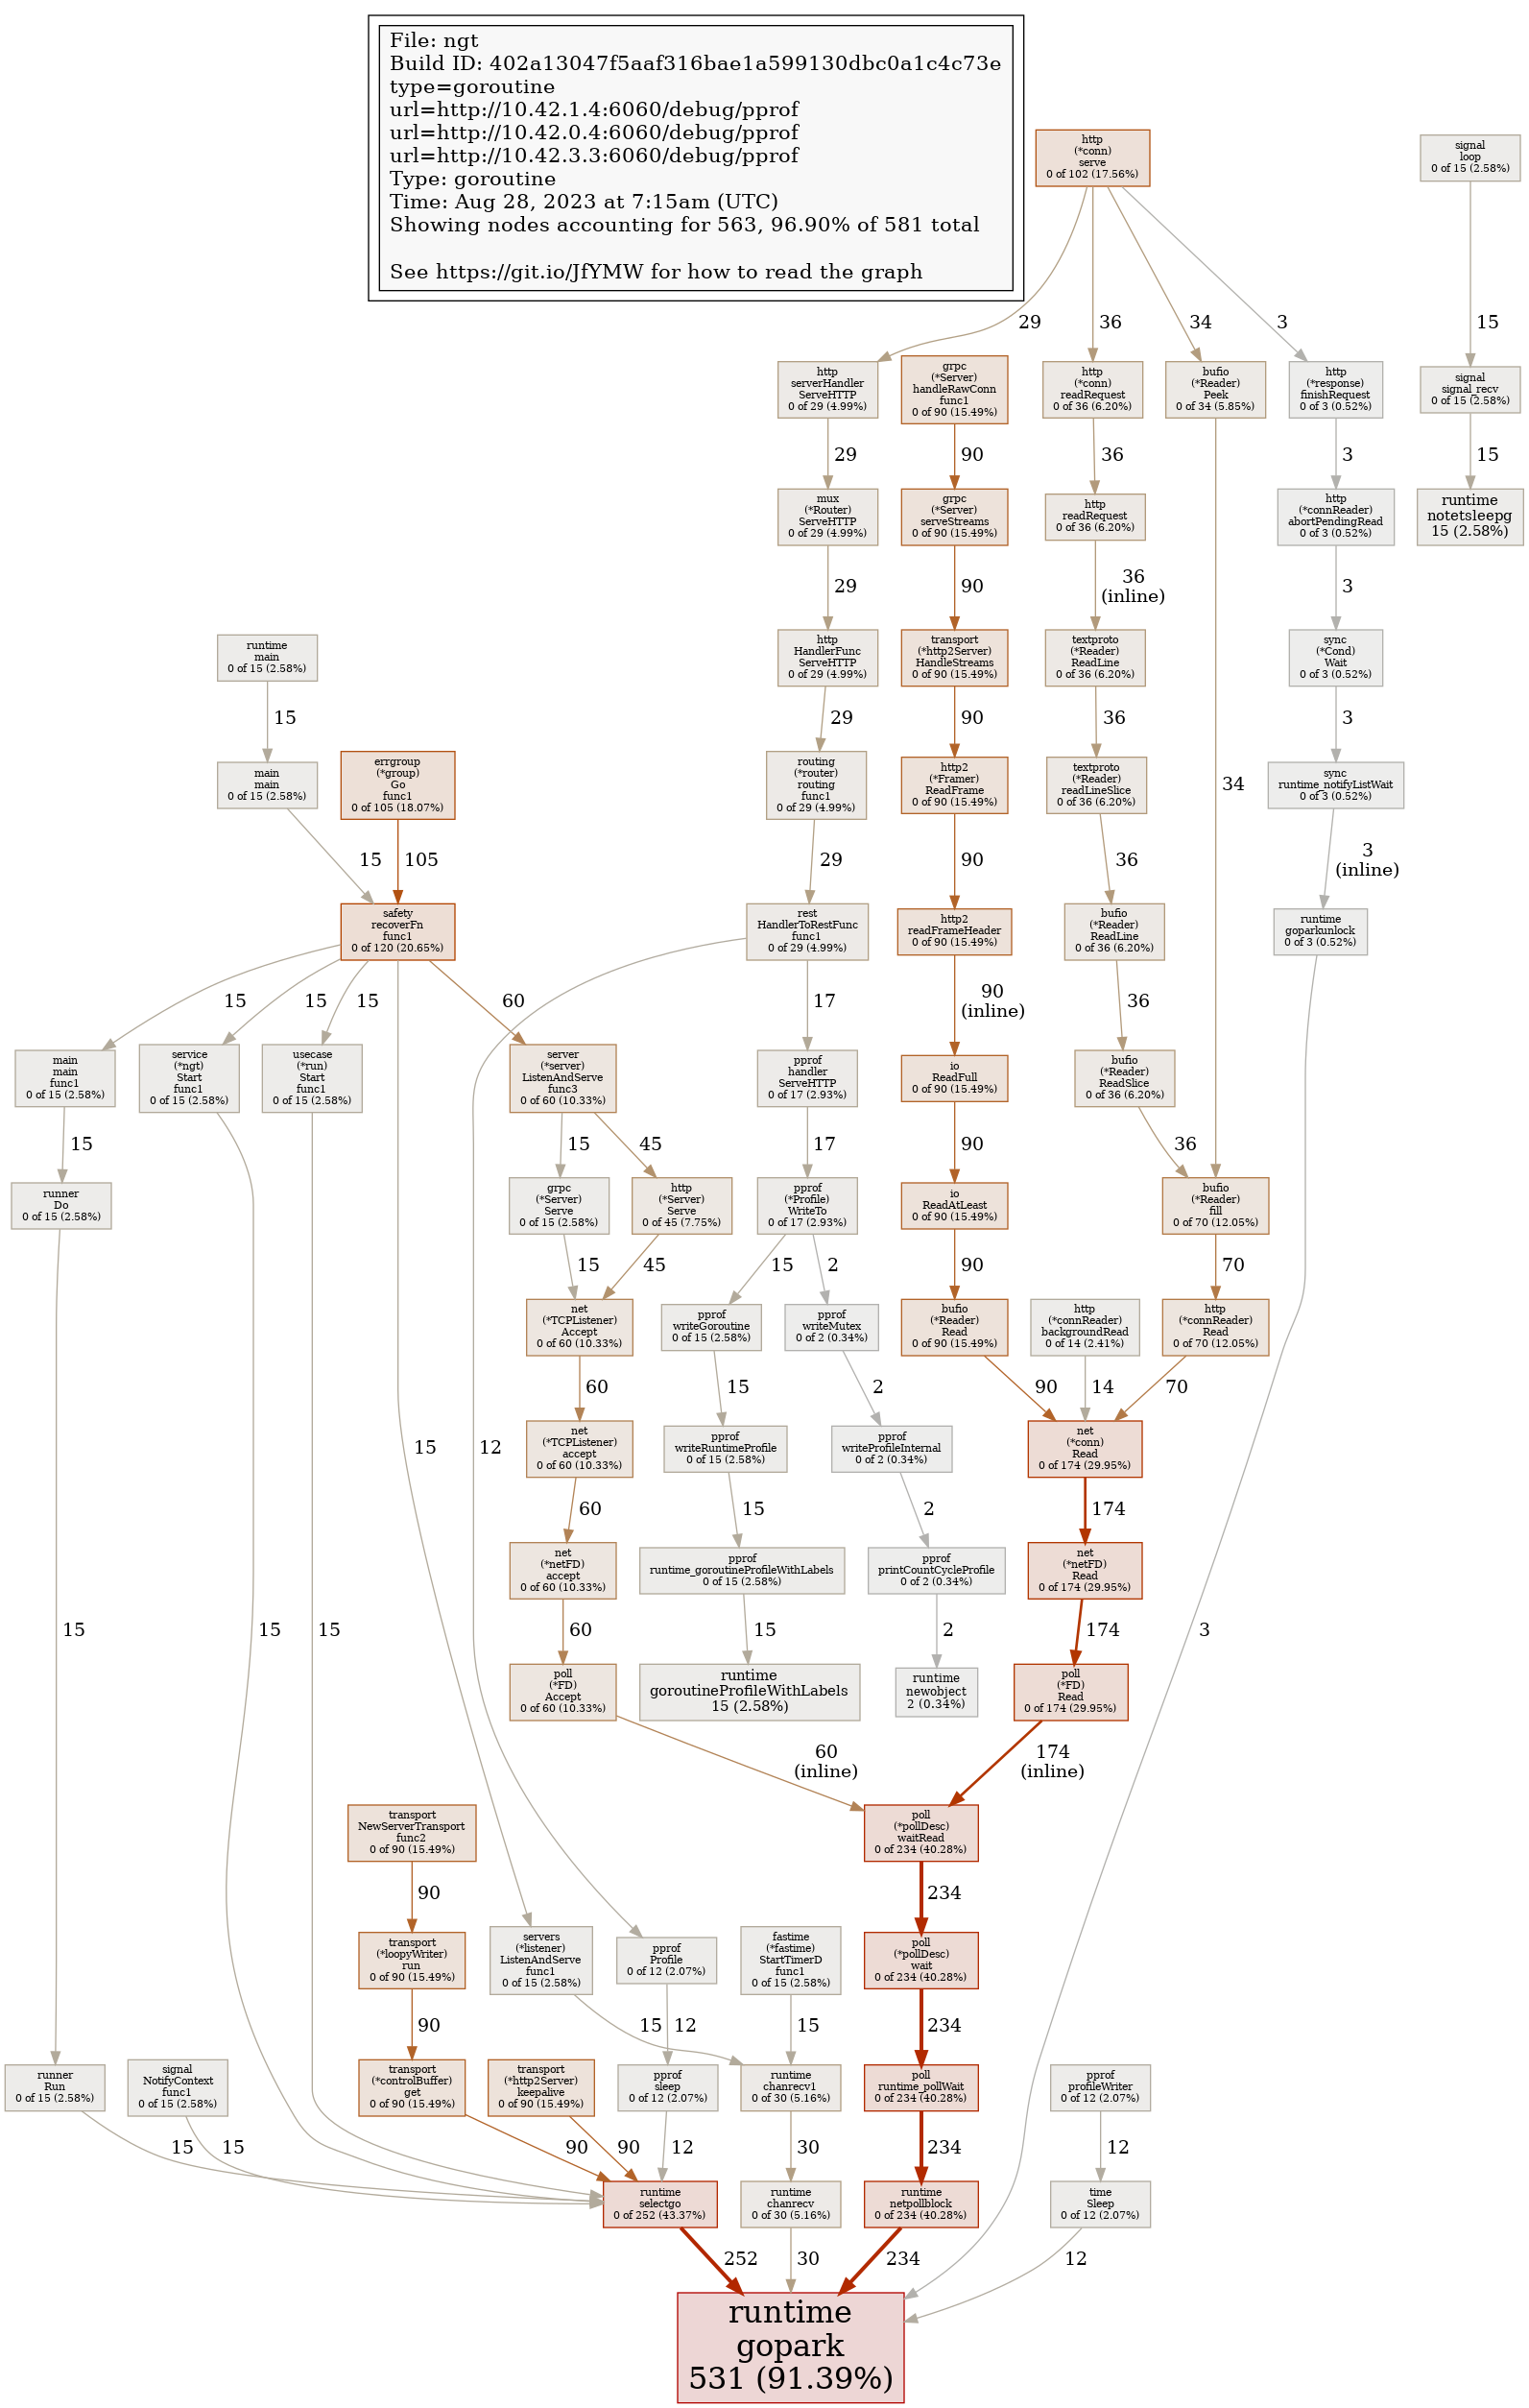 File: ngt
Build ID: 402a13047f5aaf316bae1a599130dbc0a1c4c73e
type=goroutine
url=http://10.42.1.4:6060/debug/pprof
url=http://10.42.0.4:6060/debug/pprof
url=http://10.42.3.3:6060/debug/pprof
Type: goroutine
Time: Aug 28, 2023 at 7:15am (UTC)
Showing nodes accounting for 563, 96.90% of 581 total
See https://git.io/JfYMW for how to read the graph
http
(*conn)
serve
0 of 102 (17.56%)
signal
loop
0 of 15 (2.58%)
29
36
34
3
15
http
serverHandler
ServeHTTP
0 of 29 (4.99%)
grpc
(*Server)
handleRawConn
func1
0 of 90 (15.49%)
http
(*conn)
readRequest
0 of 36 (6.20%)
bufio
(*Reader)
Peek
0 of 34 (5.85%)
http
(*response)
finishRequest
0 of 3 (0.52%)
signal
signal_recv
0 of 15 (2.58%)
29
90
36
3
15
mux
(*Router)
ServeHTTP
0 of 29 (4.99%)
grpc
(*Server)
serveStreams
0 of 90 (15.49%)
http
readRequest
0 of 36 (6.20%)
http
(*connReader)
abortPendingRead
0 of 3 (0.52%)
runtime
notetsleepg
15 (2.58%)
29
90
36
(inline)
3
runtime
main
0 of 15 (2.58%)
http
HandlerFunc
ServeHTTP
0 of 29 (4.99%)
transport
(*http2Server)
HandleStreams
0 of 90 (15.49%)
textproto
(*Reader)
ReadLine
0 of 36 (6.20%)
sync
(*Cond)
Wait
0 of 3 (0.52%)
15
29
90
36
3
main
main
0 of 15 (2.58%)
errgroup
(*group)
Go
func1
0 of 105 (18.07%)
routing
(*router)
routing
func1
0 of 29 (4.99%)
http2
(*Framer)
ReadFrame
0 of 90 (15.49%)
textproto
(*Reader)
readLineSlice
0 of 36 (6.20%)
34
sync
runtime_notifyListWait
0 of 3 (0.52%)
15
105
29
90
36
3
(inline)
safety
recoverFn
func1
0 of 120 (20.65%)
rest
HandlerToRestFunc
func1
0 of 29 (4.99%)
http2
readFrameHeader
0 of 90 (15.49%)
bufio
(*Reader)
ReadLine
0 of 36 (6.20%)
runtime
goparkunlock
0 of 3 (0.52%)
15
15
15
60
17
90
(inline)
36
main
main
func1
0 of 15 (2.58%)
service
(*ngt)
Start
func1
0 of 15 (2.58%)
usecase
(*run)
Start
func1
0 of 15 (2.58%)
server
(*server)
ListenAndServe
func3
0 of 60 (10.33%)
pprof
handler
ServeHTTP
0 of 17 (2.93%)
io
ReadFull
0 of 90 (15.49%)
bufio
(*Reader)
ReadSlice
0 of 36 (6.20%)
15
15
45
17
90
36
runner
Do
0 of 15 (2.58%)
grpc
(*Server)
Serve
0 of 15 (2.58%)
http
(*Server)
Serve
0 of 45 (7.75%)
pprof
(*Profile)
WriteTo
0 of 17 (2.93%)
io
ReadAtLeast
0 of 90 (15.49%)
bufio
(*Reader)
fill
0 of 70 (12.05%)
15
45
15
2
90
70
net
(*TCPListener)
Accept
0 of 60 (10.33%)
pprof
writeGoroutine
0 of 15 (2.58%)
pprof
writeMutex
0 of 2 (0.34%)
bufio
(*Reader)
Read
0 of 90 (15.49%)
http
(*connReader)
backgroundRead
0 of 14 (2.41%)
http
(*connReader)
Read
0 of 70 (12.05%)
60
15
2
90
14
70
15
12
net
(*TCPListener)
accept
0 of 60 (10.33%)
pprof
writeRuntimeProfile
0 of 15 (2.58%)
pprof
writeProfileInternal
0 of 2 (0.34%)
net
(*conn)
Read
0 of 174 (29.95%)
60
15
2
174
net
(*netFD)
accept
0 of 60 (10.33%)
pprof
runtime_goroutineProfileWithLabels
0 of 15 (2.58%)
pprof
printCountCycleProfile
0 of 2 (0.34%)
net
(*netFD)
Read
0 of 174 (29.95%)
15
15
15
60
15
2
174
3
poll
(*FD)
Accept
0 of 60 (10.33%)
runtime
goroutineProfileWithLabels
15 (2.58%)
runtime
newobject
2 (0.34%)
poll
(*FD)
Read
0 of 174 (29.95%)
60
(inline)
174
(inline)
transport
NewServerTransport
func2
0 of 90 (15.49%)
poll
(*pollDesc)
waitRead
0 of 234 (40.28%)
90
234
transport
(*loopyWriter)
run
0 of 90 (15.49%)
servers
(*listener)
ListenAndServe
func1
0 of 15 (2.58%)
pprof
Profile
0 of 12 (2.07%)
fastime
(*fastime)
StartTimerD
func1
0 of 15 (2.58%)
poll
(*pollDesc)
wait
0 of 234 (40.28%)
90
15
12
15
234
runner
Run
0 of 15 (2.58%)
signal
NotifyContext
func1
0 of 15 (2.58%)
transport
(*controlBuffer)
get
0 of 90 (15.49%)
transport
(*http2Server)
keepalive
0 of 90 (15.49%)
pprof
sleep
0 of 12 (2.07%)
runtime
chanrecv1
0 of 30 (5.16%)
poll
runtime_pollWait
0 of 234 (40.28%)
pprof
profileWriter
0 of 12 (2.07%)
15
15
90
90
12
30
234
12
runtime
selectgo
0 of 252 (43.37%)
runtime
chanrecv
0 of 30 (5.16%)
runtime
netpollblock
0 of 234 (40.28%)
time
Sleep
0 of 12 (2.07%)
252
30
234
12
runtime
gopark
531 (91.39%)